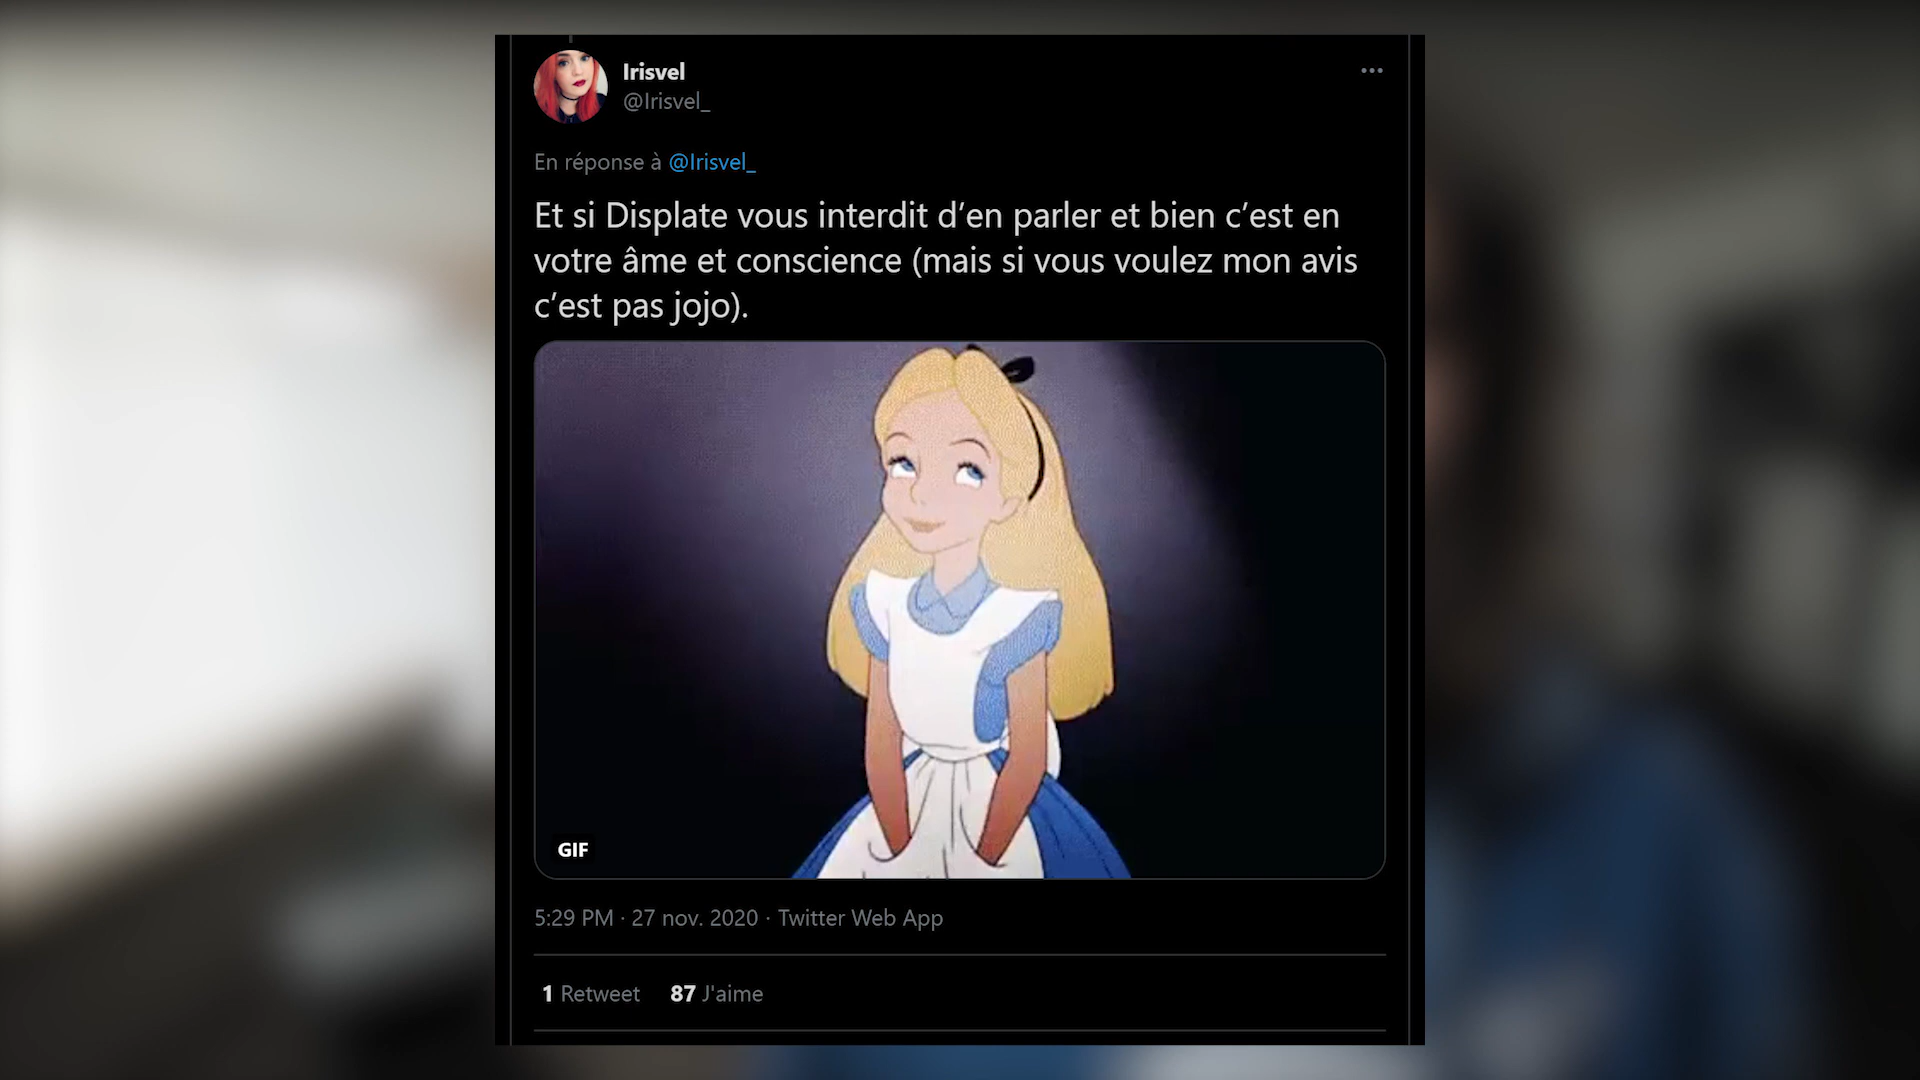 Irisvel
@Irisvel_
En réponse à @Irisvel_
Et si Displate vous interdit d’en parler et bien c’est en
votre âme et conscience (mais si vous voulez mon avis
c’est pas jojo).
GIF
5:29 PM · 27 nov. 2020 · Twitter Web App
1 Retweet 87 J'aime